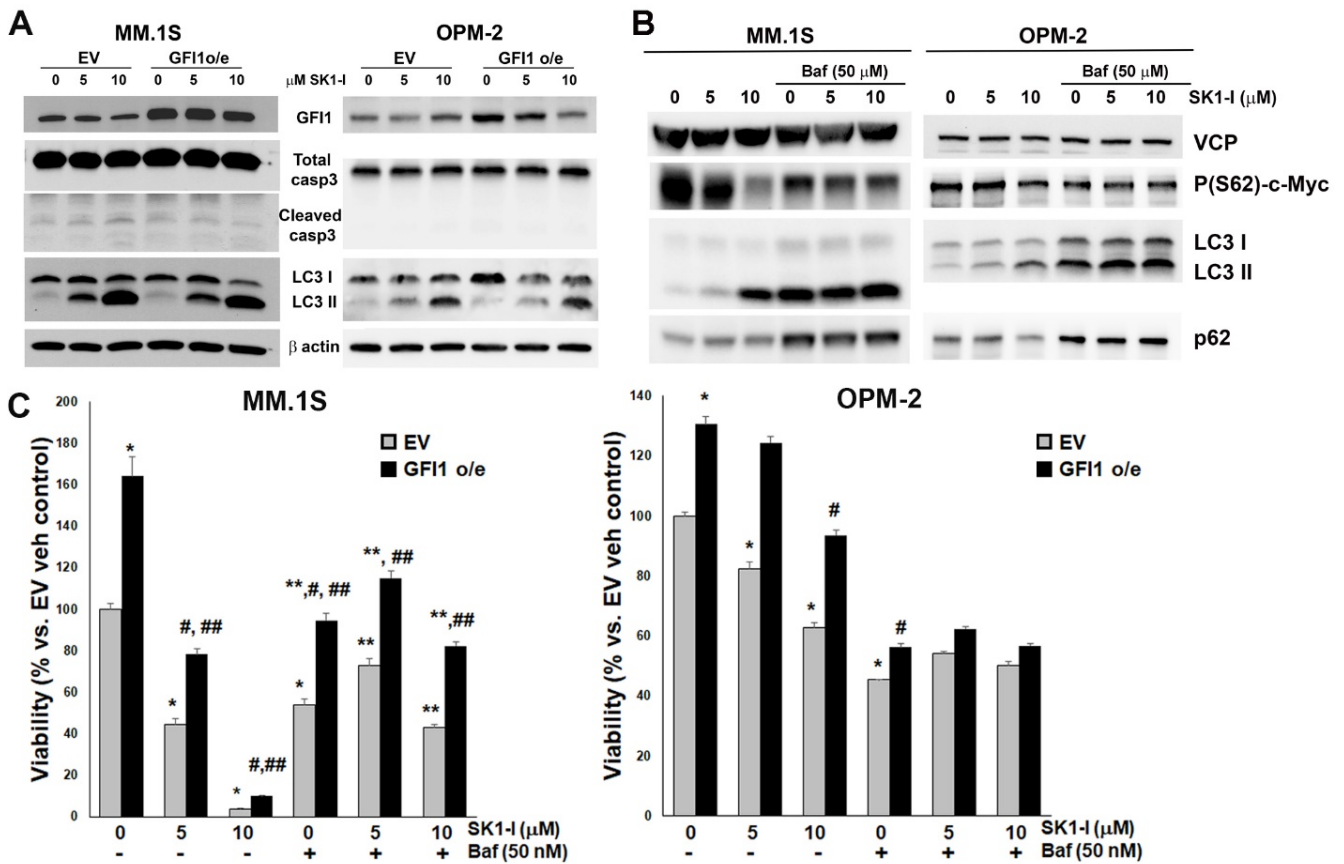 A
MM.1S
OPM-2
EV GFI1o/e
EV GFI1 o/e
0 5 10 0 5 10
μM SK1-I
0 5 10 0 5 10
GFI1
Total
casp3
Cleaved
casp3
LC3 I
LC3 II
β actin
B
MM.1S
OPM-2
Baf (50 μM)
Baf (50 μM)
0 5 10 0 5 10
0 5 10 0 5 10
SK1-I (μM)
VCP
P(S62)-c-Myc
LC3 I
LC3 II
p62
C
MM.1S
Viability (% vs. EV veh control)
200
180
160
140
120
100
80
60
40
20
0
EV
GFI1 o/e
*
*
#, ##
*
#,##
*
**,#, ##
**
**, ##
**
**,##
0 5 10 0 5 10 SK1-I (μM)
- - - + + + Baf (50 nM)
OPM-2
Viability (% vs. EV veh control)
140
120
100
80
60
40
20
0
EV
GFI1 o/e
*
*
*
#
*
#
0 5 10 0 5 10 SK1-I (μM)
- - - + + + Baf (50 nM)